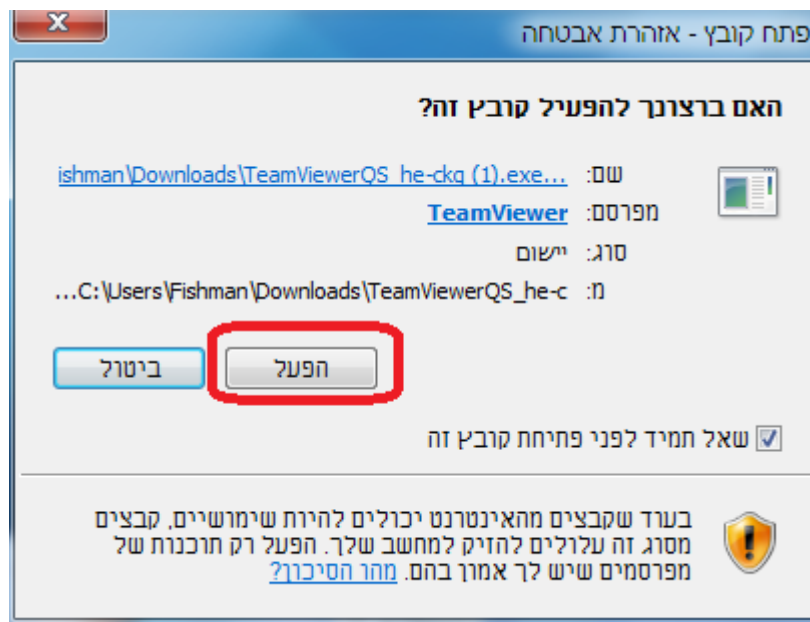 פתח קובץ - אזהרת אבטחה
האם ברצונך להפעיל קובץ זה?
שם: ishman\Downloads\TeamViewerQS_he-ckq (1).exe...
מפרסם: TeamViewer
סוג: יישום
מ: C:\Users\Fishman\Downloads\TeamViewerQS_he-c...
הפעל ביטול
שאל תמיד לפני פתיחת קובץ זה
בעוד שקבצים מהאינטרנט יכולים להיות שימושיים, קבצים
מסוג זה עלולים להזיק למחשב שלך. הפעל רק תוכנות של
מפרסמים שיש לך אמון בהם. מהו הסיכון?